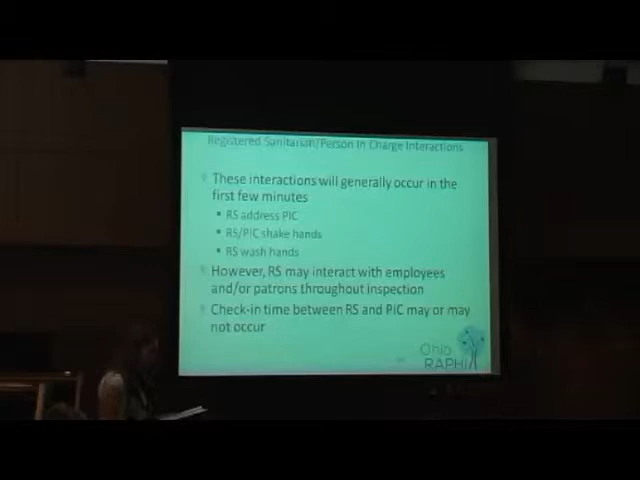 Registered Sanitarian/Person In Charge Interactions
These interactions will generally occur in the
first few minutes
RS address PIC
RS/PIC shake hands
RS wash hands
However, RS may interact with employees
and/or patrons throughout inspection
Check-in time between RS and PIC may or may
not occur
Ohio
RAPHI